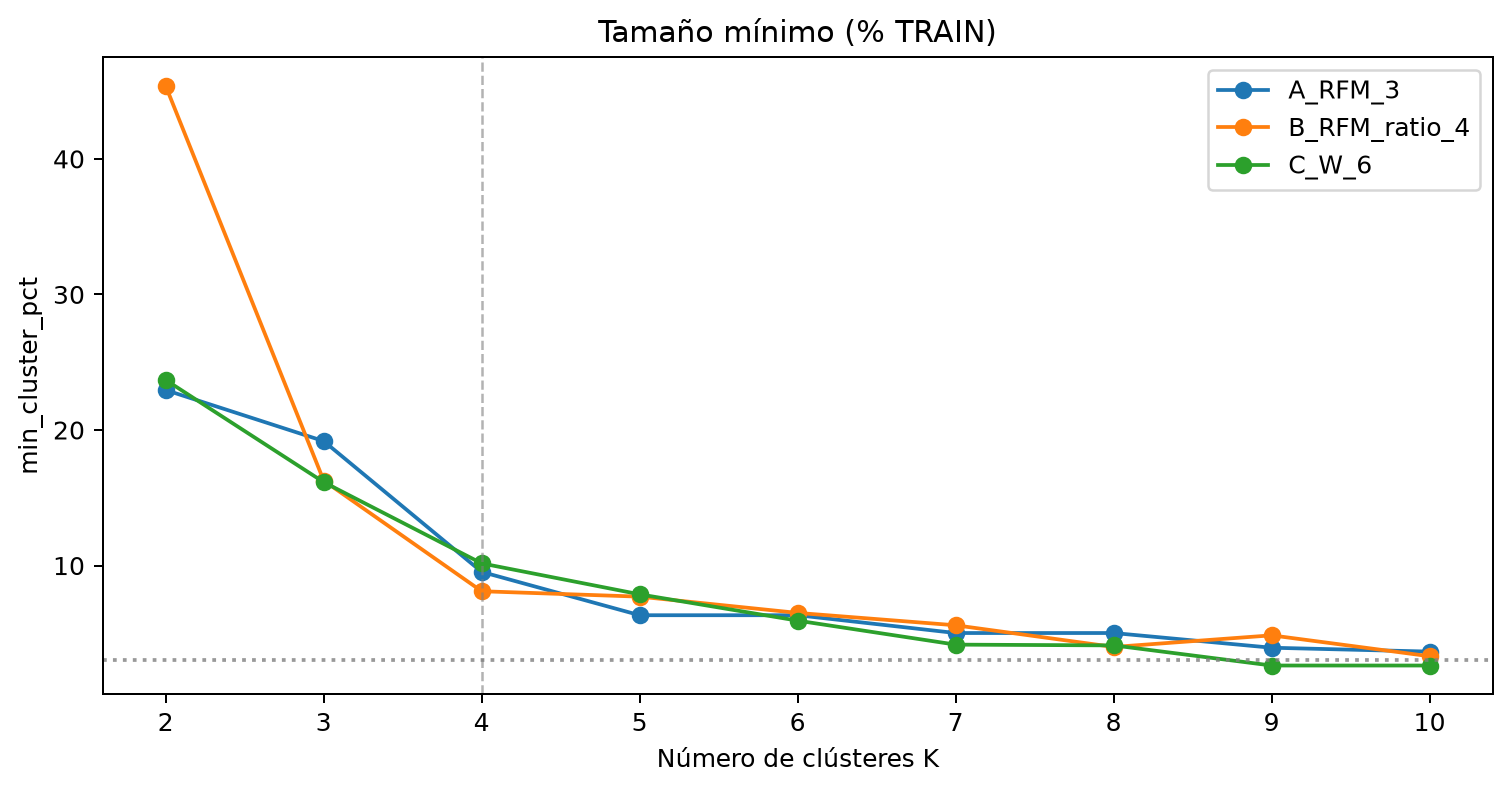 Tamaño mínimo (% TRAIN)
A_RFM_3
B_RFM_ratio_4
C_W_6
min_cluster_pct
40
30
20
10
2 3 4 5 6 7 8 9 10
Número de clústeres K